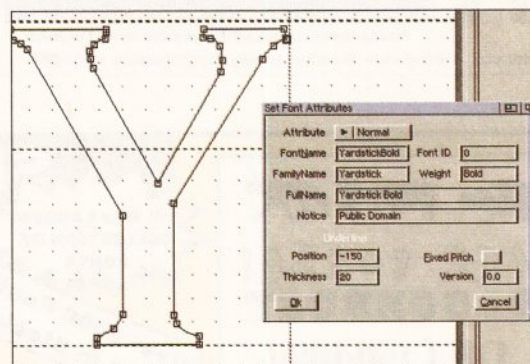 Set Font Attributes
Attribute Normal
FontName YardstickBold Font ID 0
FamilyName Yardstick Weight Bold
FullName Yardstick Bold
Notice Public Domain
Underline
Position -150 Fixed Pitch
Thickness 20 Version 0.0
Ok Cancel